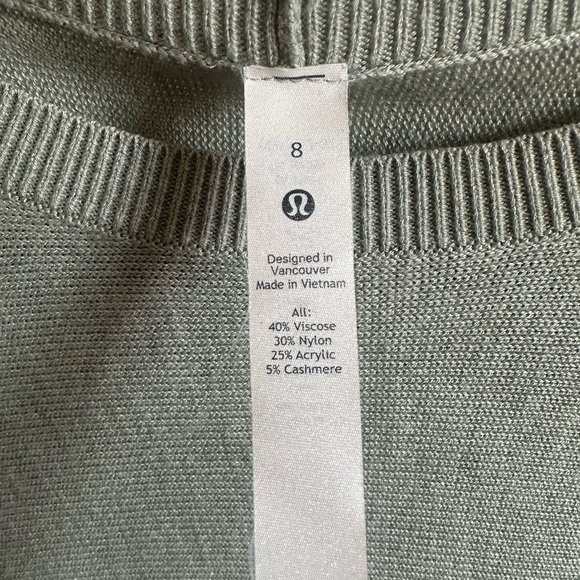 8
Designed in
Vancouver
Made in Vietnam
All:
40% Viscose
30% Nylon
25% Acrylic
5% Cashmere